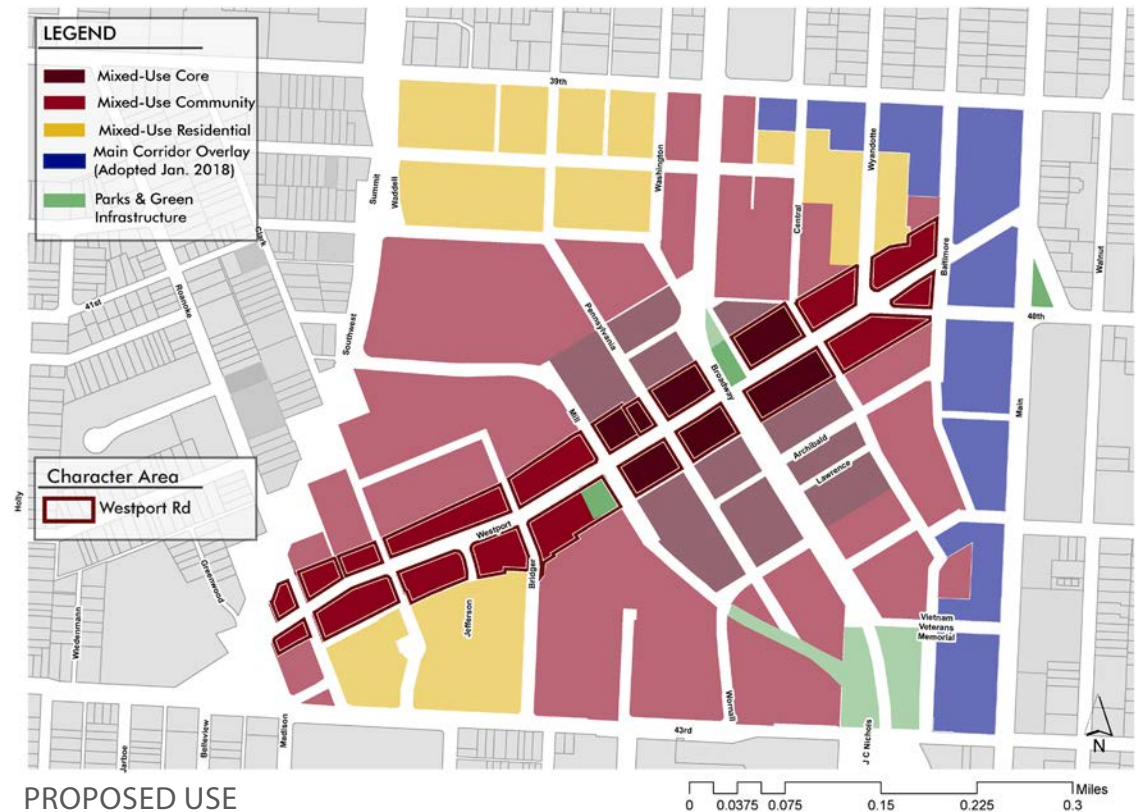 LEGEND
Mixed-Use Core
Mixed-Use Community
Mixed-Use Residential
Main Corridor Overlay
(Adopted Jan. 2018)
Parks & Green
Infrastructure
39th
Summit
Waddell
Washington
Wyandotte
Central
Baltimore
Walnut
Clark
41st
Roanoke
Southwest
Pennsylvania
Mill
Broadway
40th
Main
Archibald
Lawrence
Character Area
Westport Rd
Holly
Westport
Bridger
Jefferson
Greenwood
Wiedenmann
Vietnam
Veterans
Memorial
Wornall
43rd
J C Nichols
Madison
Belleview
Jarboe
N
PROPOSED USE
Miles
0 0.0375 0.075 0.15 0.225 0.3